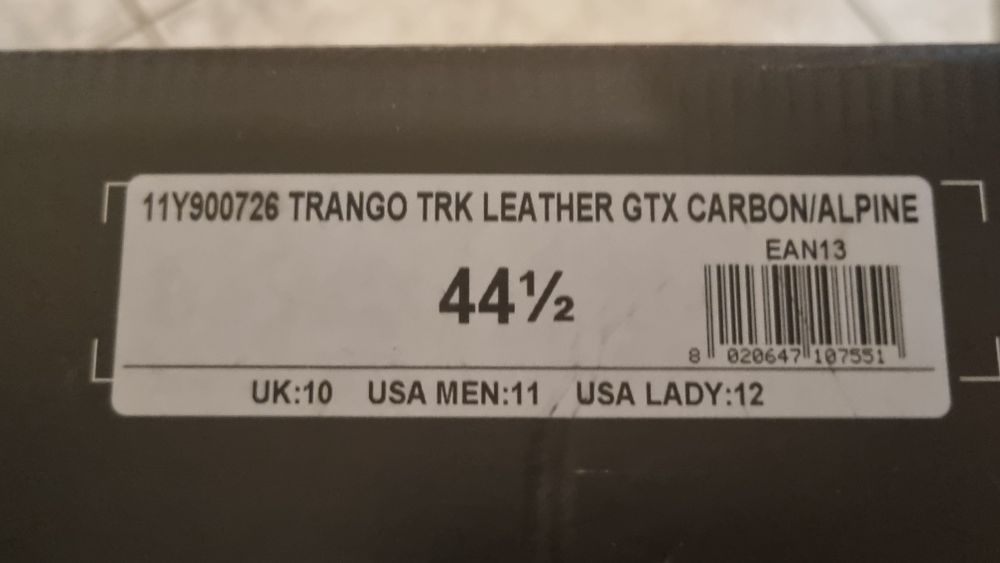 11Y900726 TRANGO TRK LEATHER GTX CARBON/ALPINE
EAN13
44½
8 020647 107551
UK:10 USA MEN:11 USA LADY:12